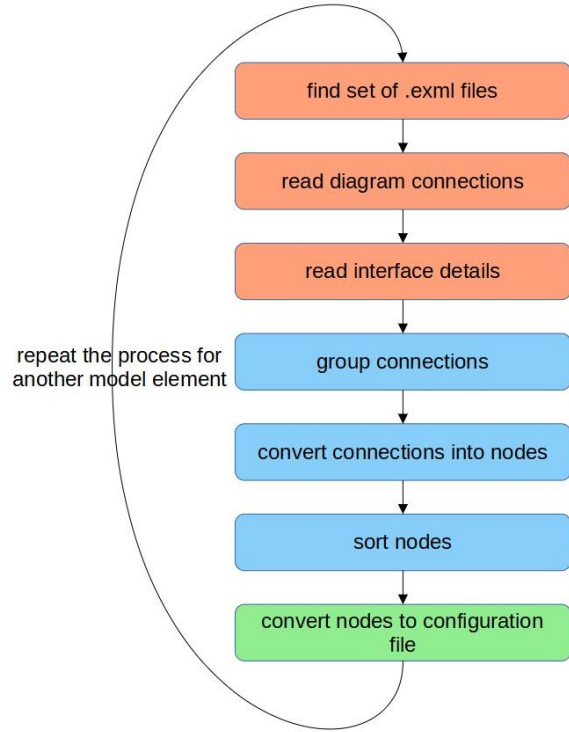 find set of .exml files
read diagram connections
read interface details
repeat the process for
another model element
group connections
convert connections into nodes
sort nodes
convert nodes to configuration
file